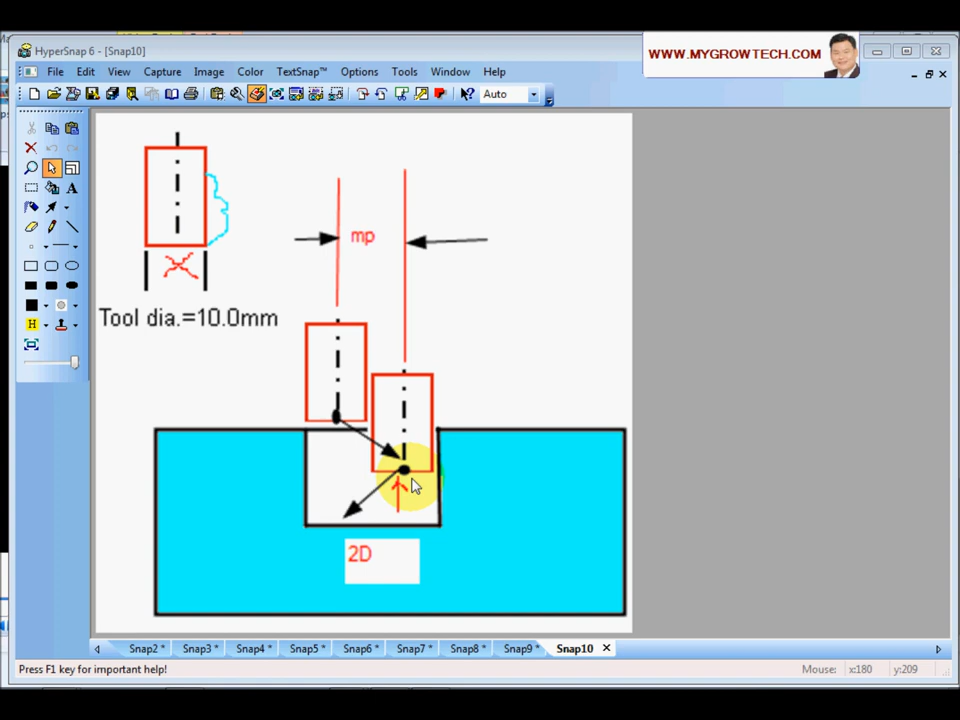 HyperSnap 6 - [Snap10]
WWW.MYGROWTECH.COM
File Edit View Capture Image Color TextSnap™ Options Tools Window Help
Auto
A
H
mp
Tool dia.=10.0mm
2D
Snap2 * Snap3 * Snap4 * Snap5 * Snap6 * Snap7 * Snap8 * Snap9 * Snap10
Press F1 key for important help!
Mouse: x:180 y:209